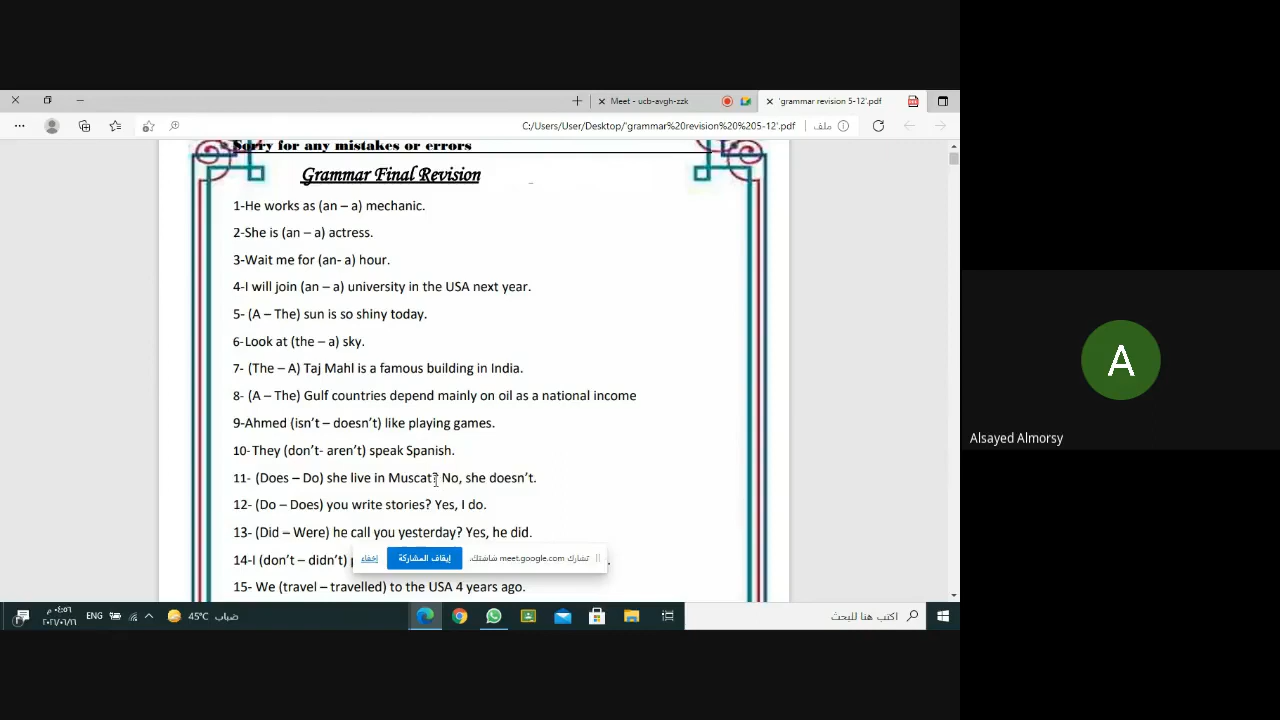 Meet - ucb-avgh-zzk
'grammar revision 5-12'.pdf
C:/Users/User/Desktop/'grammar%20revision%20%205-12'.pdf
ملف
Sorry for any mistakes or errors
Grammar Final Revision
1-He works as (an – a) mechanic.
2-She is (an – a) actress.
3-Wait me for (an- a) hour.
4-I will join (an – a) university in the USA next year.
5- (A – The) sun is so shiny today.
6-Look at (the – a) sky.
7- (The – A) Taj Mahl is a famous building in India.
8- (A – The) Gulf countries depend mainly on oil as a national income
9-Ahmed (isn't – doesn't) like playing games.
10- They (don't- aren't) speak Spanish.
11- (Does – Do) she live in Muscat? No, she doesn't.
12- (Do – Does) you write stories? Yes, I do.
13- (Did – Were) he call you yesterday? Yes, he did.
14-I (don't – didn't)
تشارك meet.google.com شاشتك.
إيقاف المشاركة
إخفاء
15- We (travel – travelled) to the USA 4 years ago.
A
Alsayed Almorsy
ENG
45°C ضباب
اكتب هنا للبحث